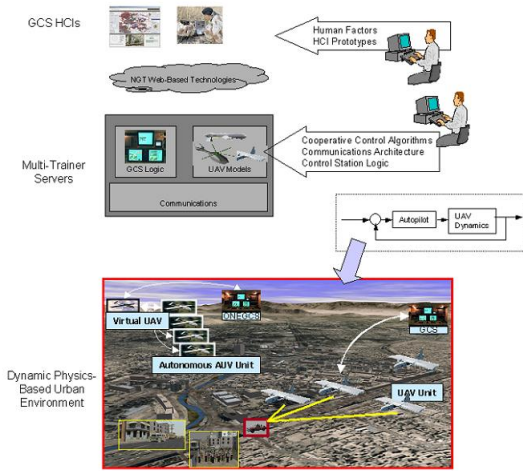 GCS HCIs
Human Factors
HCI Prototypes
NGT Web-Based Technologies
Multi-Trainer
Servers
GCS Logic
UAV Models
Communications
Cooperative Control Algorithms
Communications Architecture
Control Station Logic
Autopilot
UAV
Dynamics
Dynamic Physics-
Based Urban
Environment
Virtual UAV
ONEGCS
GCS
Autonomous AUV Unit
UAV Unit